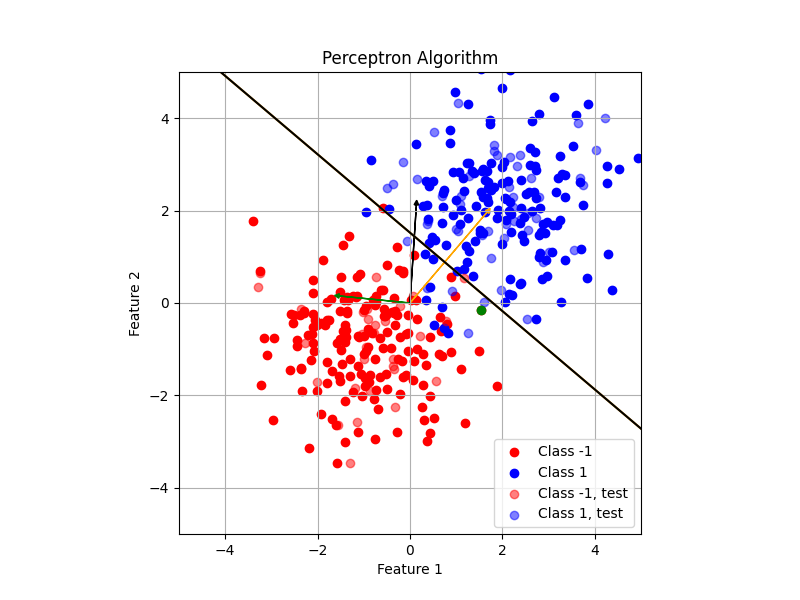 Perceptron Algorithm
4
2
0
−2
−4
Feature 2
−4
−2
0
2
4
Feature 1
Class -1
Class 1
Class -1, test
Class 1, test